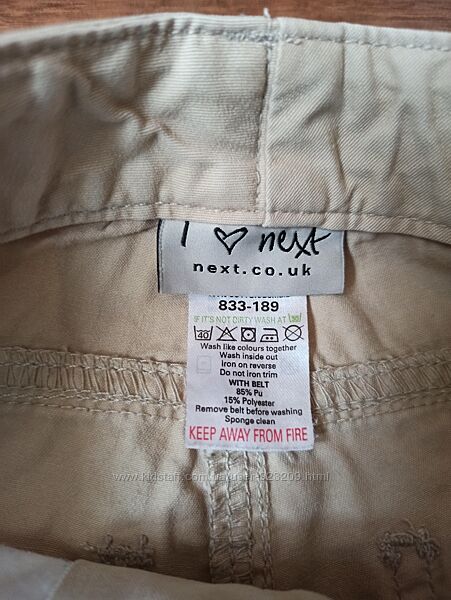 I ♡ next
next.co.uk
833-189
IF IT'S NOT DIRTY WASH AT 30
40
Wash like colours together
Wash inside out
Iron on reverse
Do not iron trim
WITH BELT
85% Pu
15% Polyester
Remove belt before washing
Sponge clean
KEEP AWAY FROM FIRE